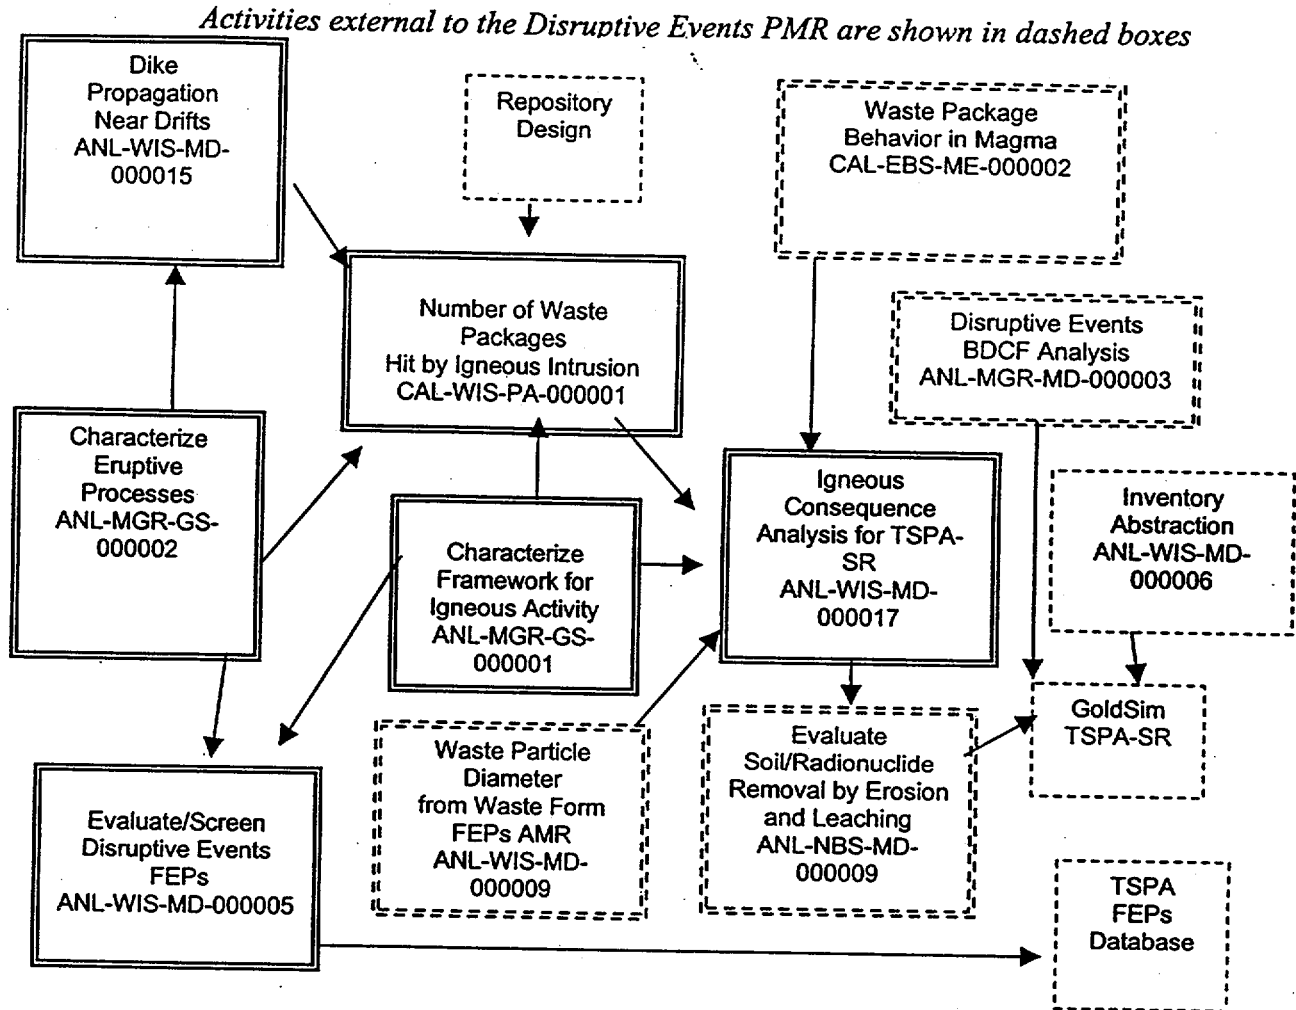 Activities external to the Disruptive Events PMR are shown in dashed boxes
Dike
Propagation
Near Drifts
ANL-WIS-MD-
000015
Repository
Design
Waste Package
Behavior in Magma
CAL-EBS-ME-000002
Number of Waste
Packages
Hit by Igneous Intrusion
CAL-WIS-PA-000001
Disruptive Events
BDCF Analysis
ANL-MGR-MD-000003
Characterize
Eruptive
Processes
ANL-MGR-GS-
000002
Characterize
Framework for
Igneous Activity
ANL-MGR-GS-
000001
Igneous
Consequence
Analysis for TSPA-
SR
ANL-WIS-MD-
000017
Inventory
Abstraction
ANL-WIS-MD-
000006
Evaluate/Screen
Disruptive Events
FEPs
ANL-WIS-MD-000005
Waste Particle
Diameter
from Waste Form
FEPs AMR
ANL-WIS-MD-
000009
Evaluate
Soil/Radionuclide
Removal by Erosion
and Leaching
ANL-NBS-MD-
000009
GoldSim
TSPA-SR
TSPA
FEPs
Database